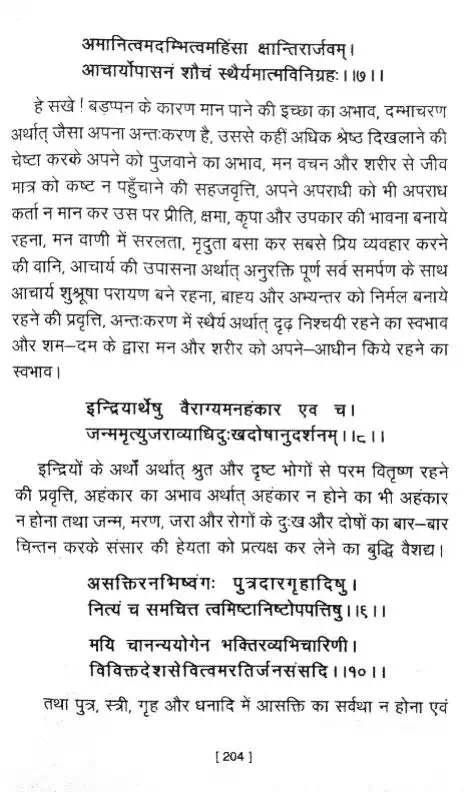 अमानित्वमदम्भित्वमहिंसा क्षान्तिरार्जवम्।
आचार्योपासनं शौचं स्थैर्यमात्मविनिग्रहः।।७।।
हे सखे ! बड़प्पन के कारण मान पाने की इच्छा का अभाव, दम्भाचरण
अर्थात् जैसा अपना अन्तःकरण है, उससे कहीं अधिक श्रेष्ठ दिखलाने की
चेष्टा करके अपने को पुजवाने का अभाव, मन वचन और शरीर से जीव
मात्र को कष्ट न पहुँचाने की सहजवृत्ति, अपने अपराधी को भी अपराध
कर्ता न मान कर उस पर प्रीति, क्षमा, कृपा और उपकार की भावना बनाये
रहना, मन वाणी में सरलता, मृदुता बसा कर सबसे प्रिय व्यवहार करने
की वानि, आचार्य की उपासना अर्थात् अनुरक्ति पूर्ण सर्व समर्पण के साथ
आचार्य शुश्रूषा परायण बने रहना, बाह्य और अभ्यन्तर को निर्मल बनाये
रहने की प्रवृत्ति, अन्तःकरण में स्थैर्य अर्थात् दृढ़ निश्चयी रहने का स्वभाव
और शम–दम के द्वारा मन और शरीर को अपने–आधीन किये रहने का
स्वभाव।
इन्द्रियार्थेषु वैराग्यमनहंकार एव च।
जन्ममृत्युजराव्याधिदुःखदोषानुदर्शनम्।।८।।
इन्द्रियों के अर्थों अर्थात् श्रुत और दृष्ट भोगों से परम वितृष्ण रहने
की प्रवृत्ति, अहंकार का अभाव अर्थात् अहंकार न होने का भी अहंकार
न होना तथा जन्म, मरण, जरा और रोगों के दुःख और दोषों का बार–बार
चिन्तन करके संसार की हेयता को प्रत्यक्ष कर लेने का बुद्धि वैशद्य।
असक्तिरनभिष्वंगः पुत्रदारगृहादिषु।
नित्यं च समचित्त त्वमिष्टानिष्टोपपत्तिषु।।६।।
मयि चानन्ययोगेन भक्तिरव्यभिचारिणी।
विविक्तदेशसेवित्वमरतिर्जनसंसदि।।१०।।
तथा पुत्र, स्त्री, गृह और धनादि में आसक्ति का सर्वथा न होना एवं
[ 204 ]